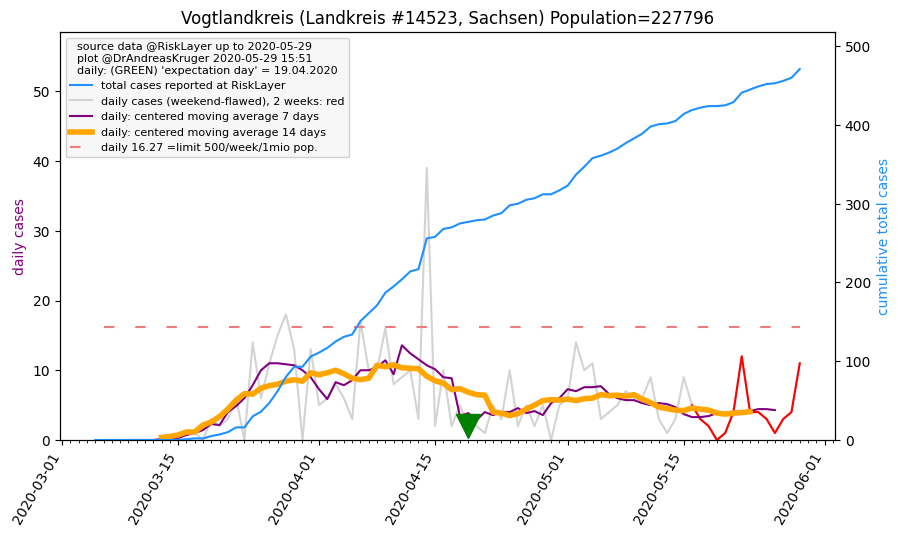 Vogtlandkreis (Landkreis #14523, Sachsen) Population=227796
source data @RiskLayer up to 2020-05-29
plot @DrAndreasKruger 2020-05-29 15:51
daily: (GREEN) 'expectation day' = 19.04.2020
total cases reported at RiskLayer
daily cases (weekend-flawed), 2 weeks: red
daily: centered moving average 7 days
daily: centered moving average 14 days
daily 16.27 =limit 500/week/1mio pop.
daily cases
50
40
30
20
10
0
cumulative total cases
500
400
300
200
100
0
2020-03-01
2020-03-15
2020-04-01
2020-04-15
2020-05-01
2020-05-15
2020-06-01